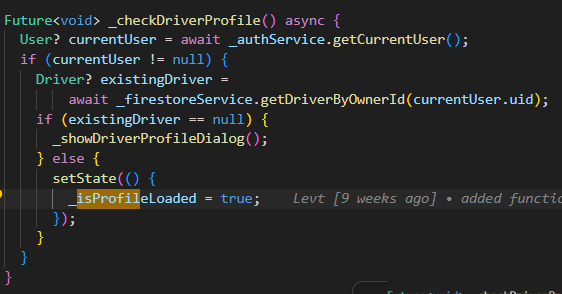 Future<void> _checkDriverProfile() async {
User? currentUser = await _authService.getCurrentUser();
if (currentUser != null) {
Driver? existingDriver =
await _firestoreService.getDriverByOwnerId(currentUser.uid);
if (existingDriver == null) {
_showDriverProfileDialog();
} else {
setState(() {
_isProfileLoaded = true; Levt [9 weeks ago] • added functio
});
}
}
}